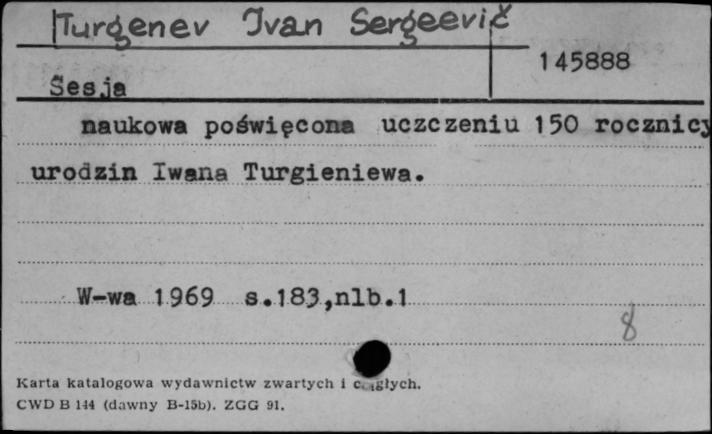 Turgenev Ivan Sergeevič
145888
Sesja
naukowa poświęcona uczczeniu 150 rocznicy
urodzin Iwana Turgieniewa.
W-wa 1969 s.183,nlb.1
8
Karta katalogowa wydawnictw zwartych i ciągłych.
CWD B 144 (dawny B-15b). ZGG 91.